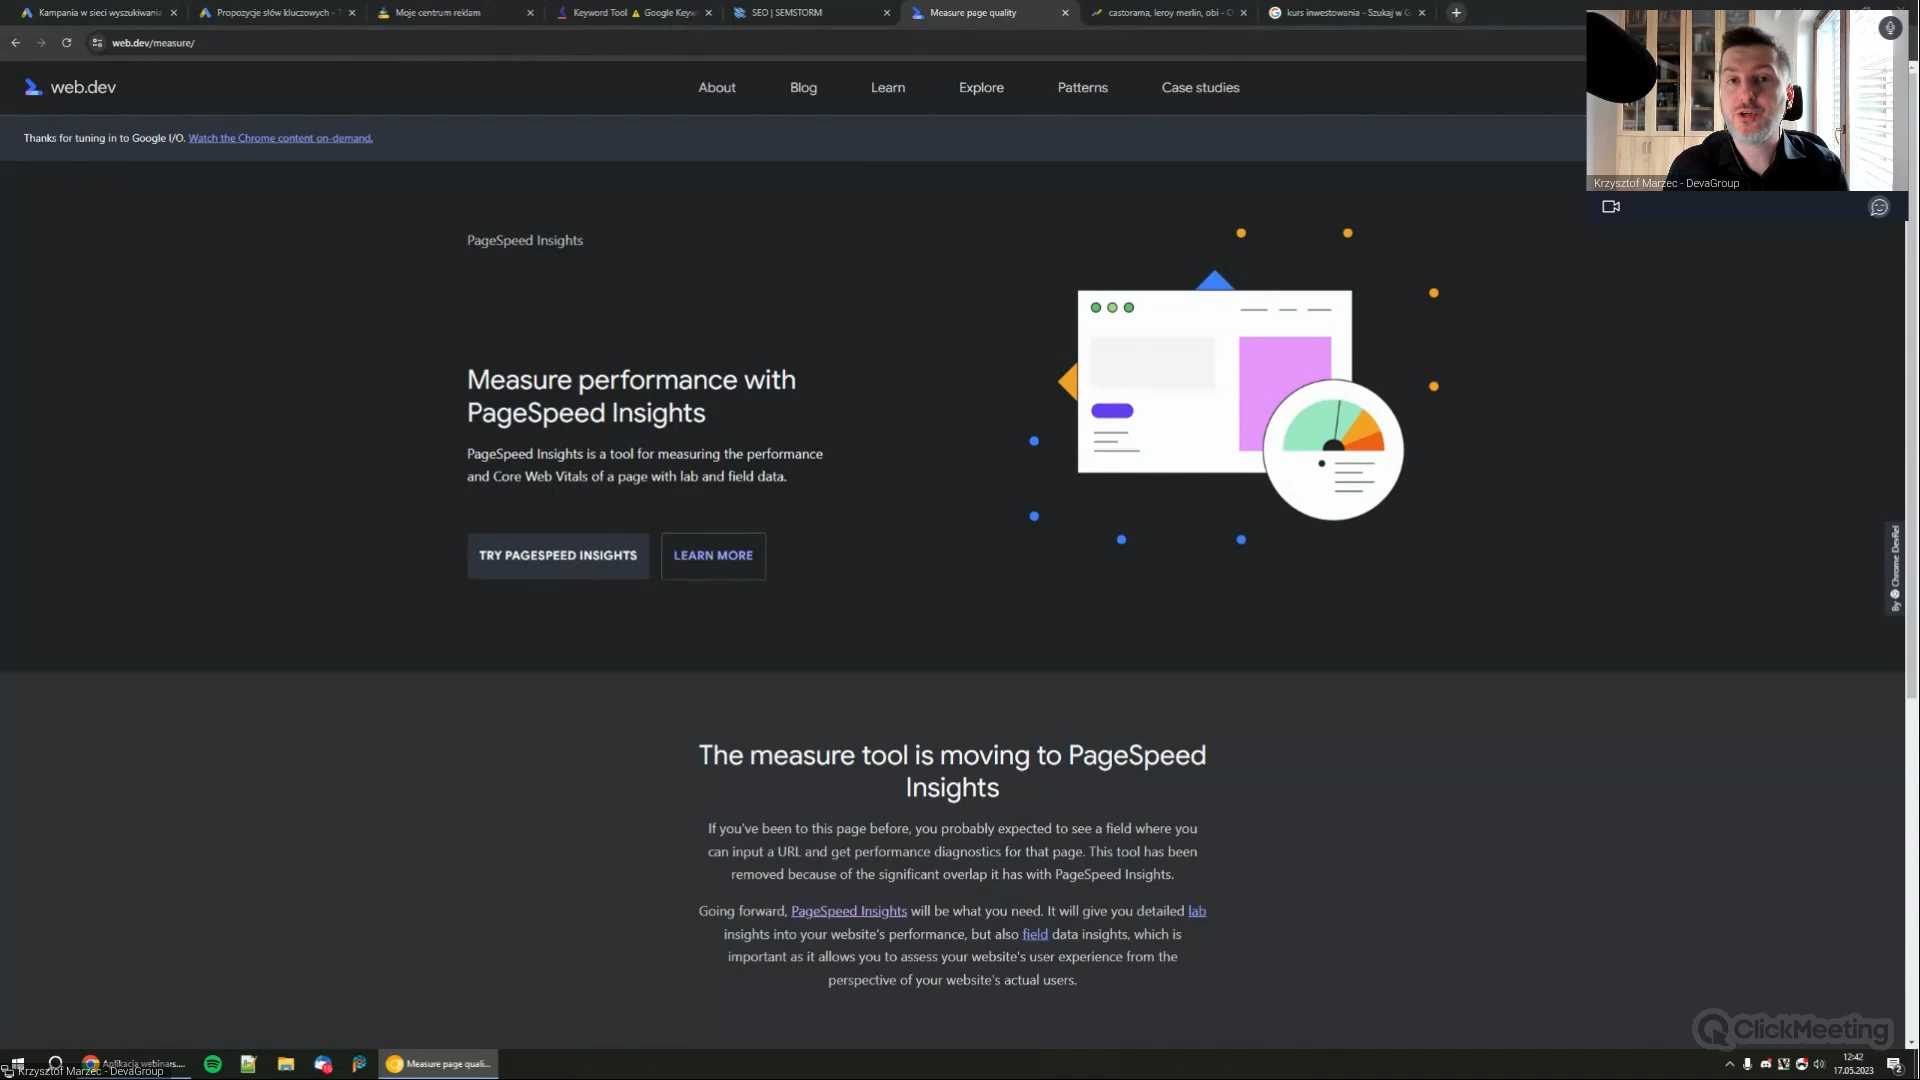 Kampania w sieci wyszukiwania
Propozycje słów kluczowych - T
Moje centrum reklam
Keyword Tool ⚠ Google Keyw
SEO | SEMSTORM
Measure page quality
castorama, leroy merlin, obi - O
kurs inwestowania - Szukaj w G
web.dev/measure/
web.dev
About
Blog
Learn
Explore
Patterns
Case studies
Thanks for tuning in to Google I/O. Watch the Chrome content on-demand.
Krzysztof Marzec - DevaGroup
PageSpeed Insights
Measure performance with
PageSpeed Insights
PageSpeed Insights is a tool for measuring the performance
and Core Web Vitals of a page with lab and field data.
TRY PAGESPEED INSIGHTS
LEARN MORE
By Chrome DevRel
The measure tool is moving to PageSpeed
Insights
If you've been to this page before, you probably expected to see a field where you
can input a URL and get performance diagnostics for that page. This tool has been
removed because of the significant overlap it has with PageSpeed Insights.
Going forward, PageSpeed Insights will be what you need. It will give you detailed lab
insights into your website's performance, but also field data insights, which is
important as it allows you to assess your website's user experience from the
perspective of your website's actual users.
ClickMeeting
Aplikacja webinars...
Measure page quali...
12:42
17.05.2023
Krzysztof Marzec - DevaGroup